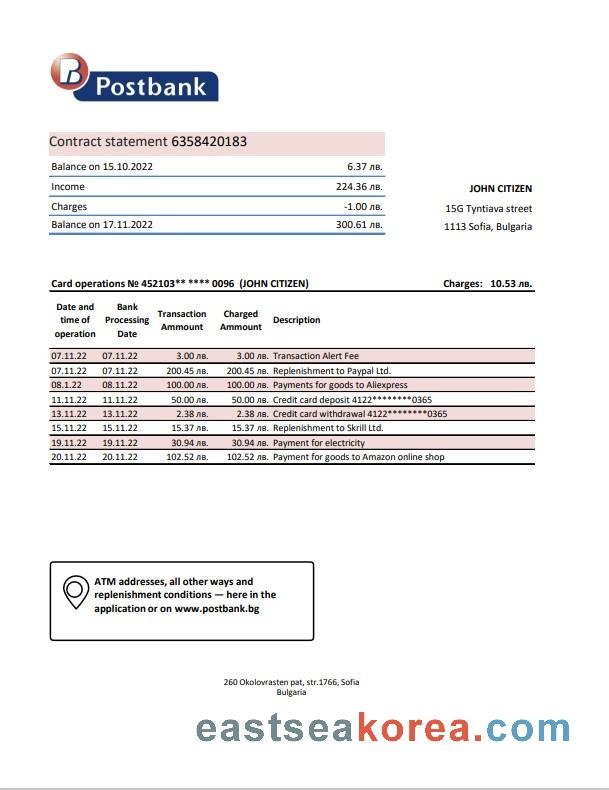 B Postbank
Contract statement 6358420183
Balance on 15.10.2022 6.37 лв.
Income 224.36 лв.
Charges -1.00 лв.
Balance on 17.11.2022 300.61 лв.
JOHN CITIZEN
15G Tyntiava street
1113 Sofia, Bulgaria
Card operations № 452103** **** 0096 (JOHN CITIZEN) Charges: 10.53 лв.
Date and time of operation Bank Processing Date Transaction Ammount Charged Ammount Description
07.11.22 07.11.22 3.00 лв. 3.00 лв. Transaction Alert Fee
07.11.22 07.11.22 200.45 лв. 200.45 лв. Replenishment to Paypal Ltd.
08.1.22 08.11.22 100.00 лв. 100.00 лв. Payments for goods to Aliexpress
11.11.22 11.11.22 50.00 лв. 50.00 лв. Credit card deposit 4122********0365
13.11.22 13.11.22 2.38 лв. 2.38 лв. Credit card withdrawal 4122********0365
15.11.22 15.11.22 15.37 лв. 15.37 лв. Replenishment to Skrill Ltd.
19.11.22 19.11.22 30.94 лв. 30.94 лв. Payment for electricity
20.11.22 20.11.22 102.52 лв. 102.52 лв. Payment for goods to Amazon online shop
ATM addresses, all other ways and
replenishment conditions — here in the
application or on www.postbank.bg
260 Okolovrasten pat, str.1766, Sofia
Bulgaria
eastseakorea.com